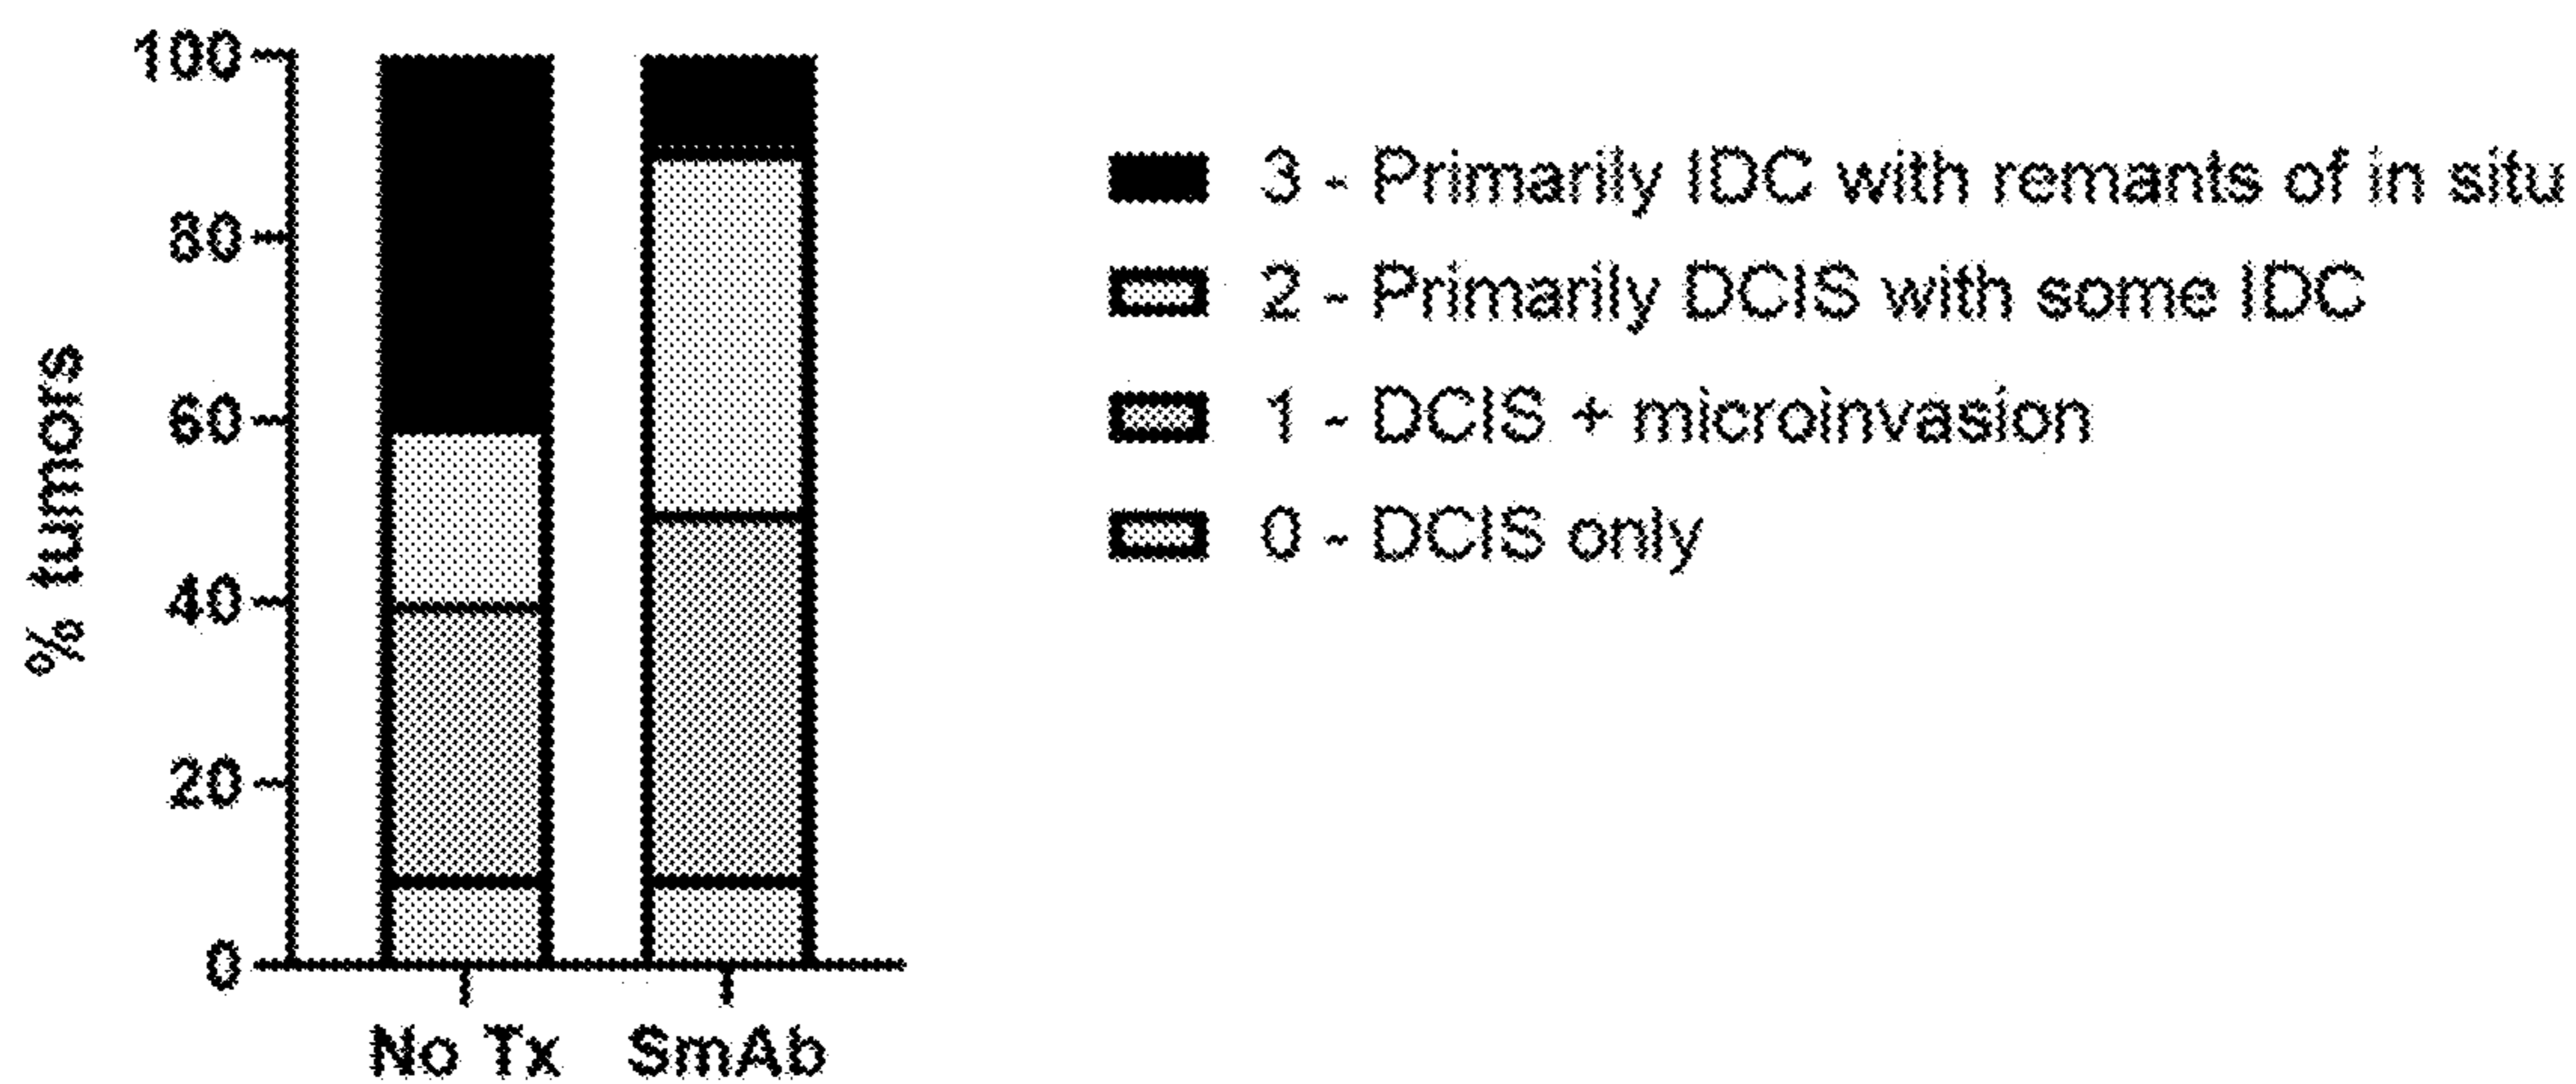 100
80
60
40
20
0
% tumors
No Tx SmAb
3 - Primarily IDC with remants of in situ
2 - Primarily DCIS with some IDC
1 - DCIS + microinvasion
0 - DCIS only